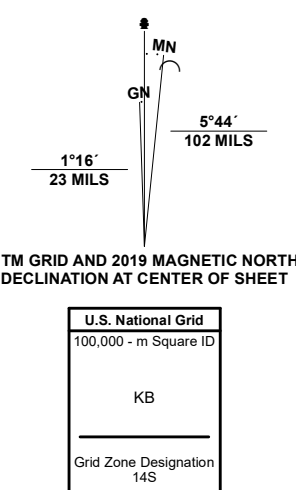 MN
GN
5°44´
102 MILS
1°16´
23 MILS
TM GRID AND 2019 MAGNETIC NORTH
DECLINATION AT CENTER OF SHEET
U.S. National Grid
100,000 - m Square ID
KB
Grid Zone Designation
14S